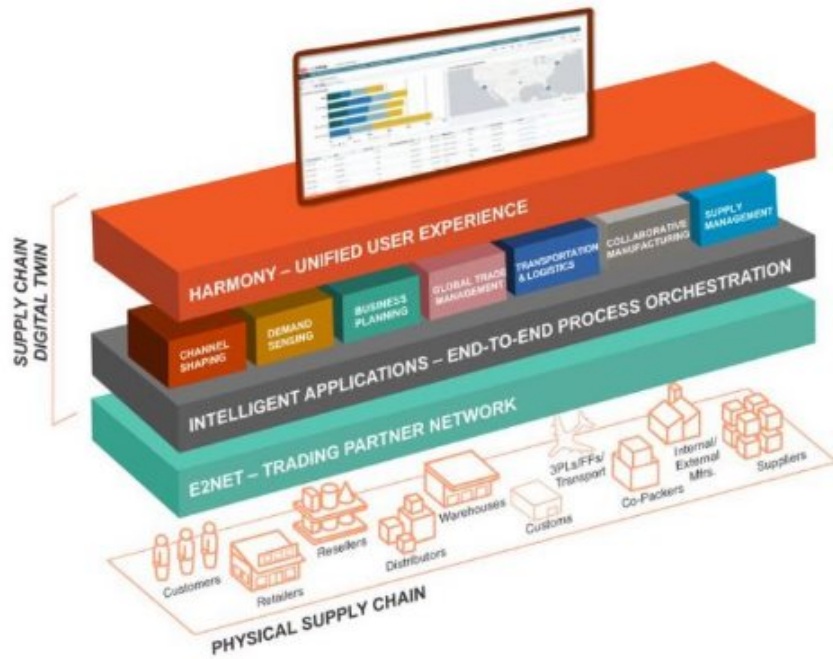 SUPPLY CHAIN
DIGITAL TWIN
HARMONY – UNIFIED USER EXPERIENCE
CHANNEL
SHAPING
DEMAND
SENSING
BUSINESS
PLANNING
GLOBAL TRADE
MANAGEMENT
TRANSPORTATION
& LOGISTICS
COLLABORATIVE
MANUFACTURING
SUPPLY
MANAGEMENT
INTELLIGENT APPLICATIONS – END-TO-END PROCESS ORCHESTRATION
E2NET – TRADING PARTNER NETWORK
Customers
Retailers
Resellers
Distributors
Warehouses
3PLs/FFs/
Transport
Customs
Co-Packers
Internal/
External
Mfrs.
Suppliers
PHYSICAL SUPPLY CHAIN